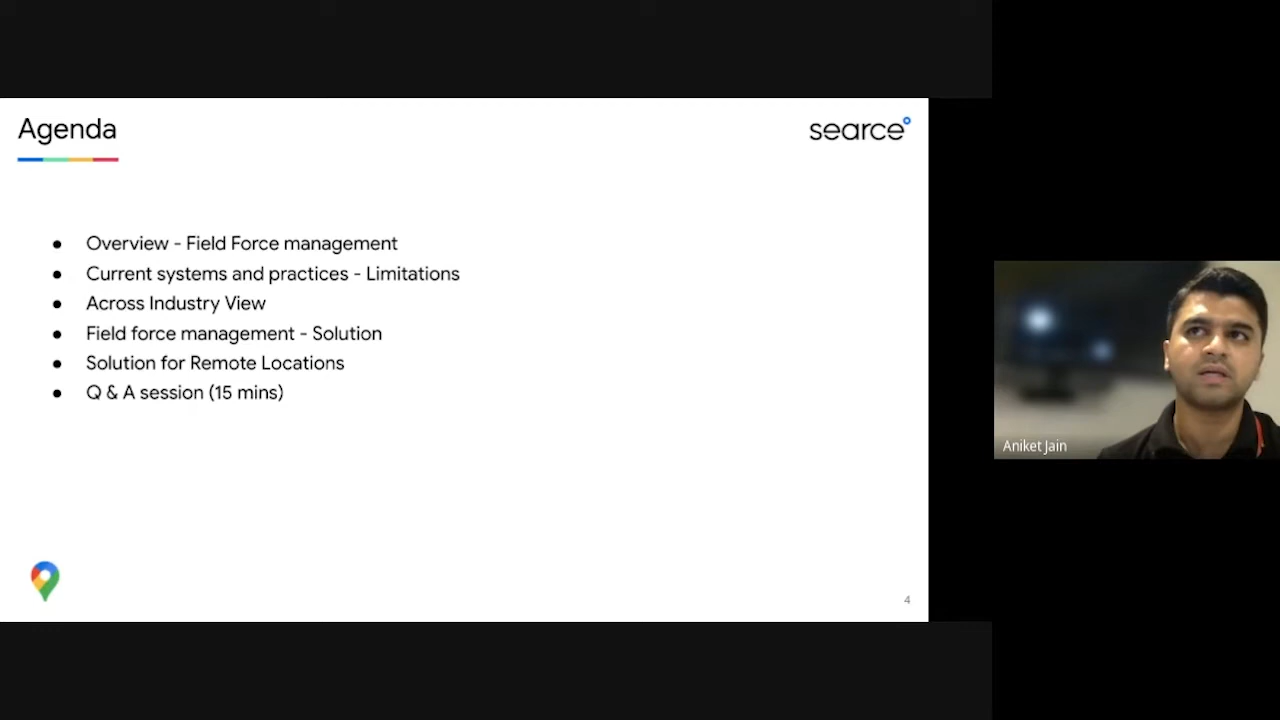 Agenda
searce
● Overview - Field Force management
● Current systems and practices - Limitations
● Across Industry View
● Field force management - Solution
● Solution for Remote Locations
● Q & A session (15 mins)
Aniket Jain
4